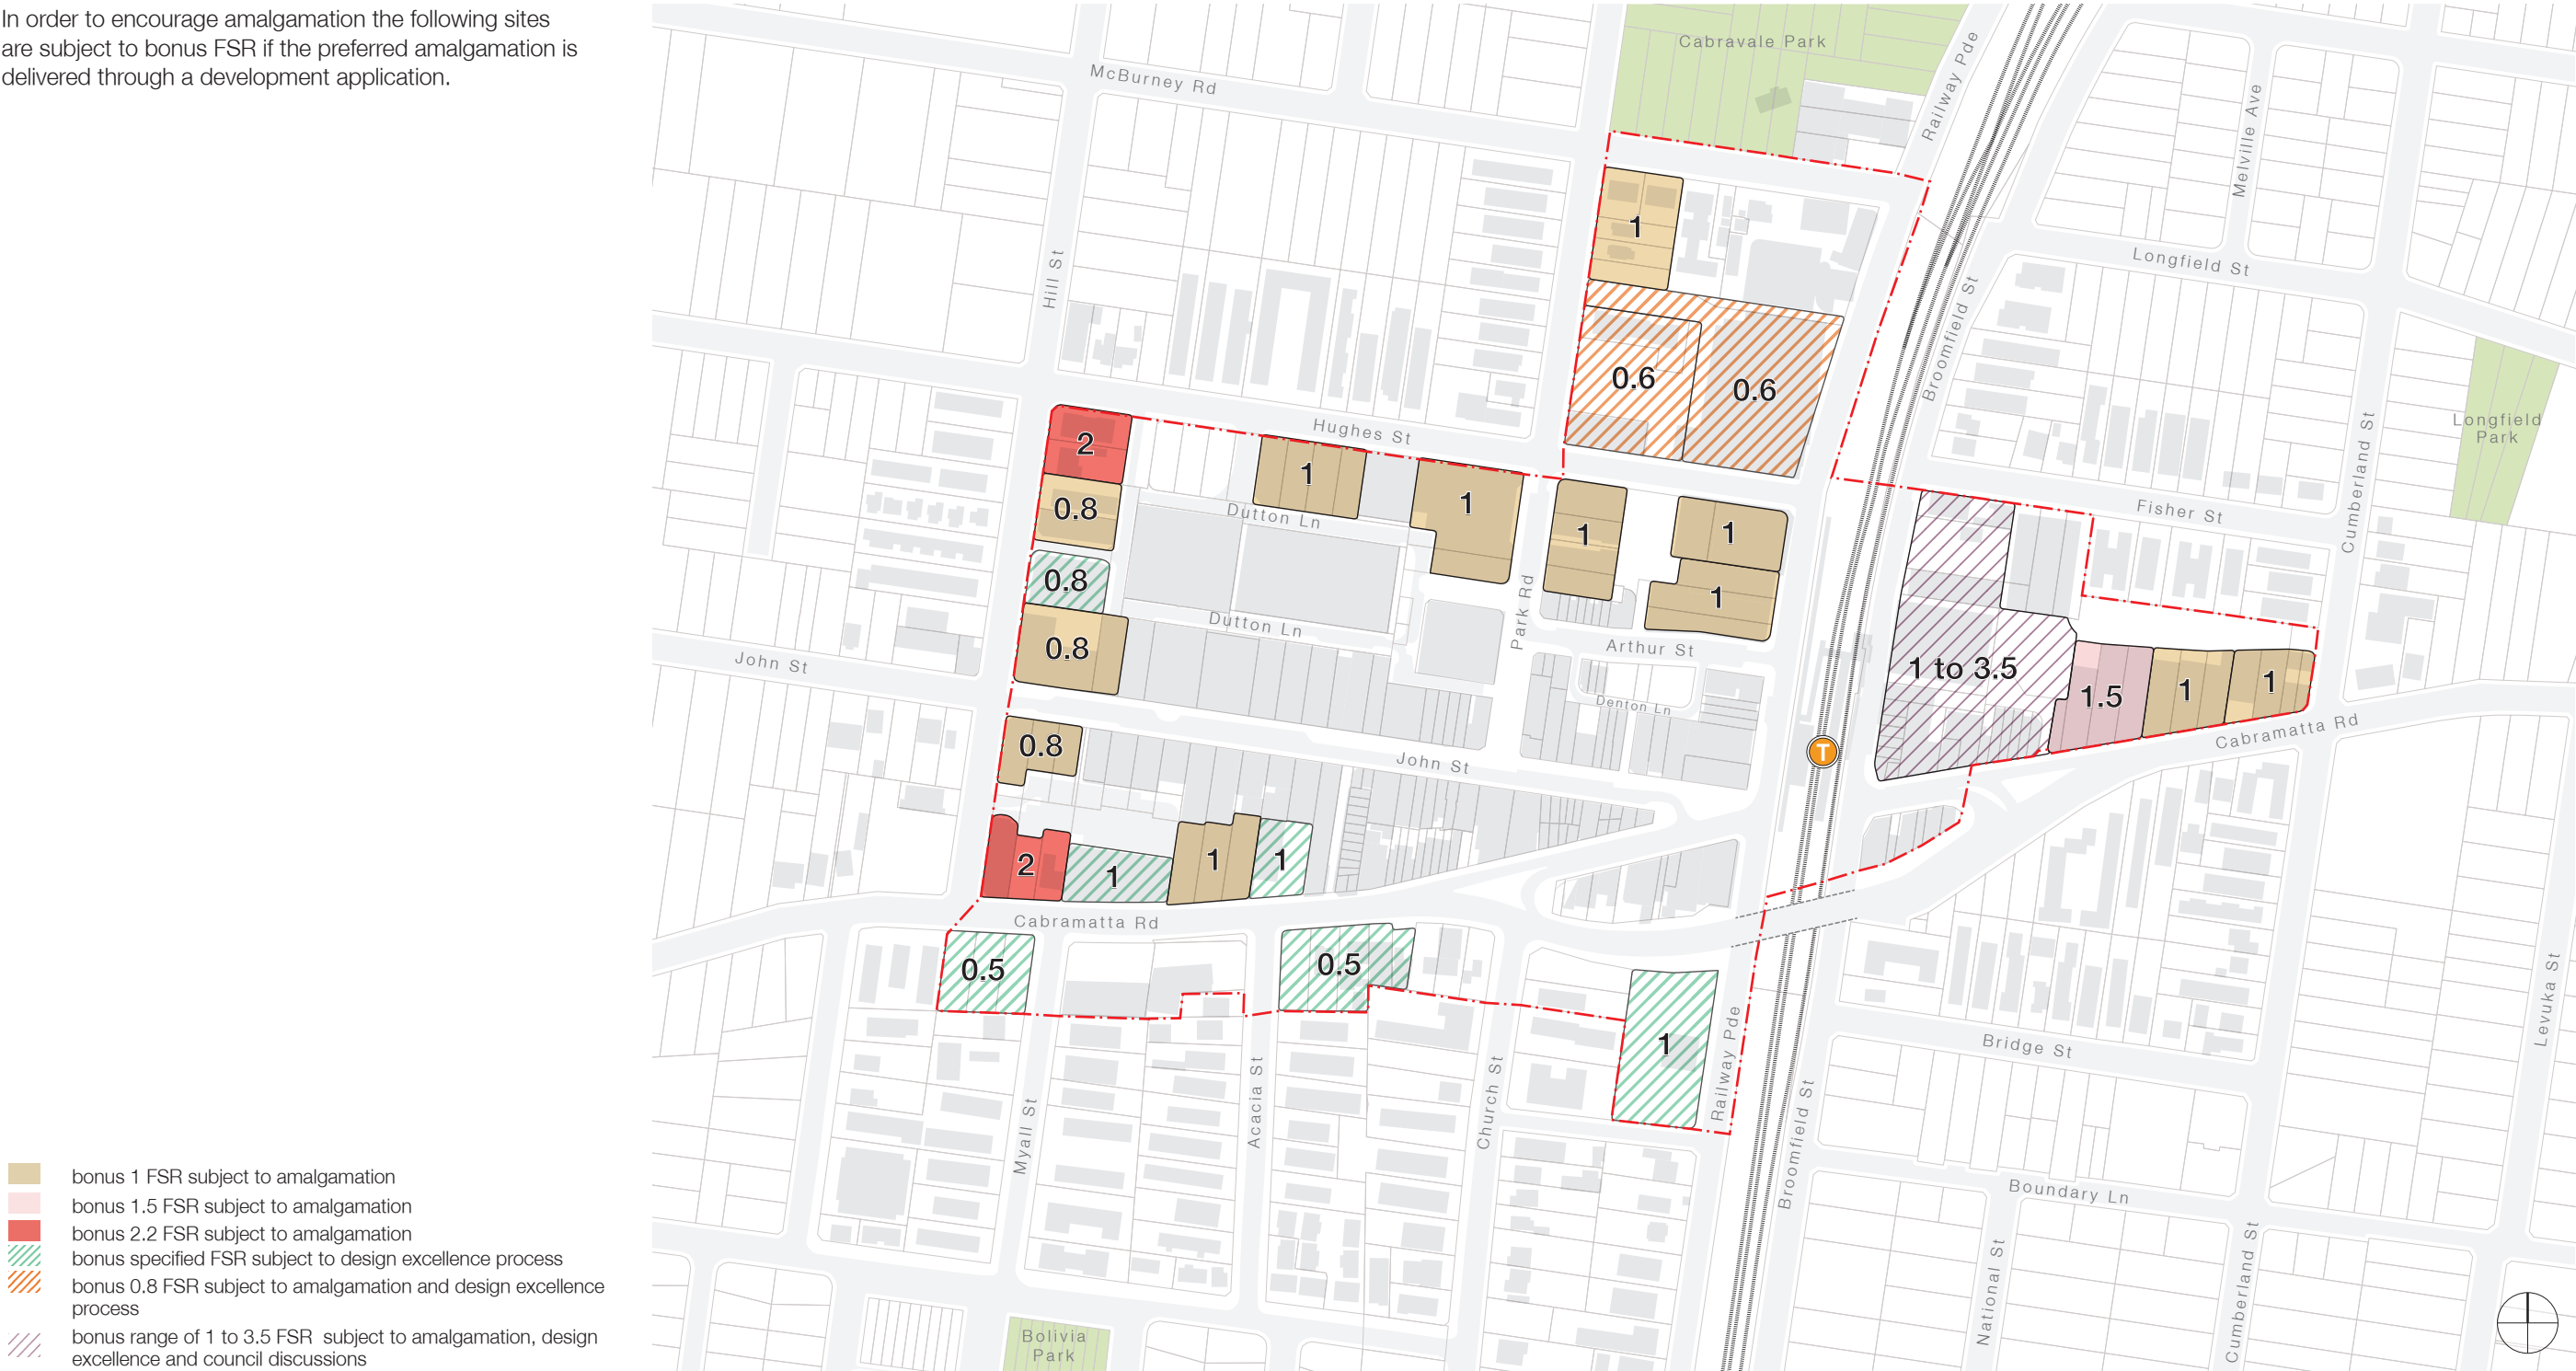 In order to encourage amalgamation the following sites
are subject to bonus FSR if the preferred amalgamation is
delivered through a development application.
Cabravale Park
McBurney Rd
Railway Pde
Melville Ave
1
Longfield St
Hill St
Broomfield St
0.6
0.6
Longfield
Park
Hughes St
2
1
1
0.8
Dutton Ln
1
1
Fisher St
Cumberland St
0.8
1
Park Rd
Dutton Ln
0.8
Arthur St
John St
1 to 3.5
1.5
1
1
Denton Ln
Cabramatta Rd
0.8
John St
T
2
1
1
1
Cabramatta Rd
0.5
0.5
1
Railway Pde
Levuka St
Bridge St
Myall St
Acacia St
Church St
Broomfield St
Boundary Ln
National St
Cumberland St
Bolivia
Park
bonus 1 FSR subject to amalgamation
bonus 1.5 FSR subject to amalgamation
bonus 2.2 FSR subject to amalgamation
bonus specified FSR subject to design excellence process
bonus 0.8 FSR subject to amalgamation and design excellence
process
bonus range of 1 to 3.5 FSR  subject to amalgamation, design
excellence and council discussions